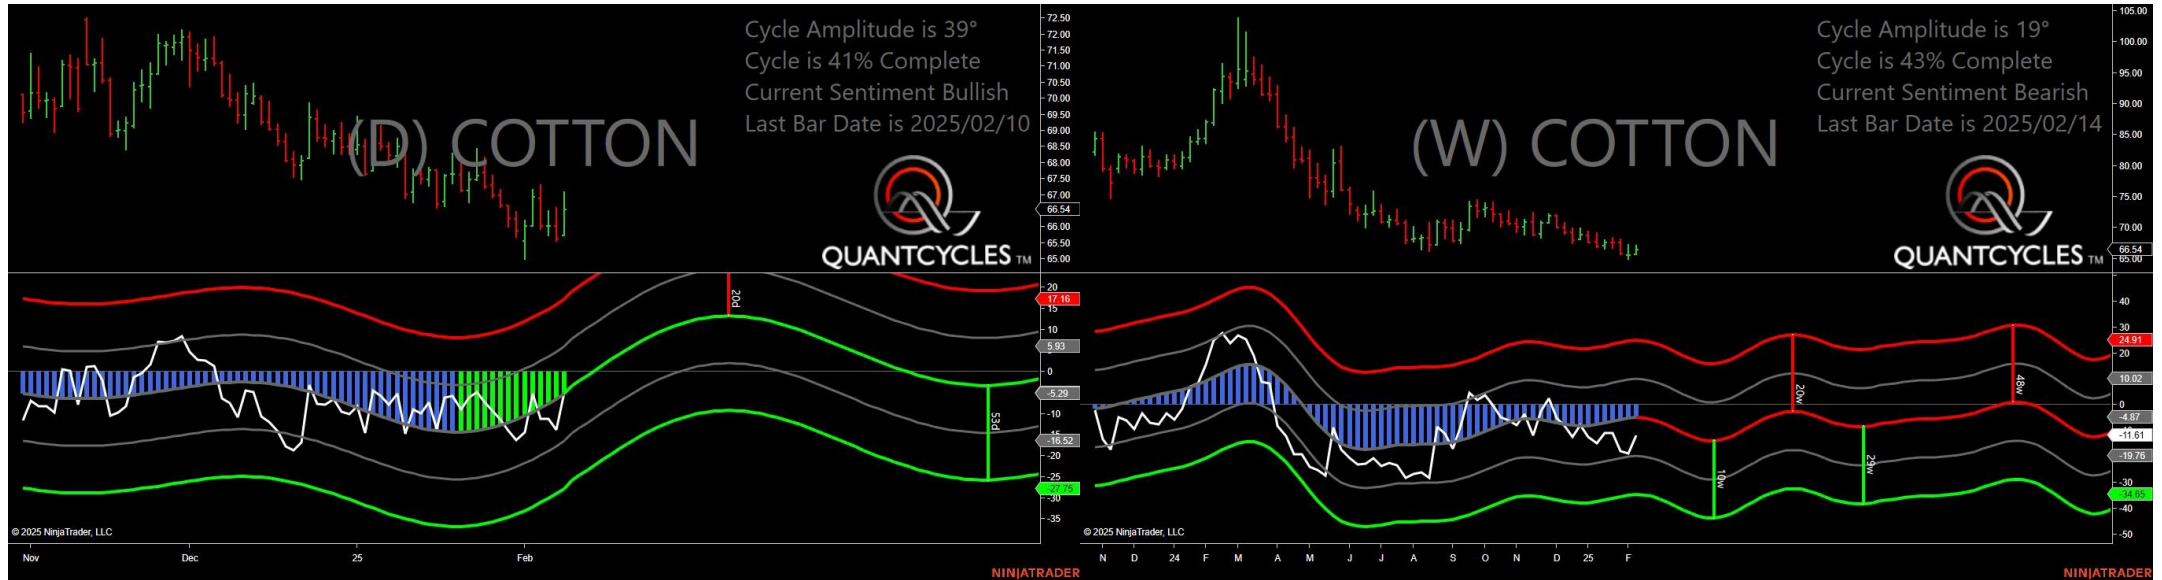 Cycle Amplitude is 39°
Cycle is 41% Complete
Current Sentiment Bullish
Last Bar Date is 2025/02/10
(D) COTTON
QUANTCYCLES TM
72.50
72.00
71.50
71.00
70.50
70.00
69.50
69.00
68.50
68.00
67.50
67.00
66.54
66.00
65.50
65.00
20d
53d
20
17.16
15
10
5.93
0
-5.29
-10
-15
-16.52
-20
-25
-27.75
-30
-35
© 2025 NinjaTrader, LLC
Nov
Dec
25
Feb
NINJATRADER
Cycle Amplitude is 19°
Cycle is 43% Complete
Current Sentiment Bearish
Last Bar Date is 2025/02/14
(W) COTTON
QUANTCYCLES TM
105.00
100.00
95.00
90.00
85.00
80.00
75.00
70.00
66.54
65.00
10w
20w
29w
48w
40
30
24.91
20
10.02
0
-4.87
-11.61
-19.76
-30
-34.65
-40
-50
© 2025 NinjaTrader, LLC
N D 24 F M A M J J A S O N D 25 F
NINJATRADER